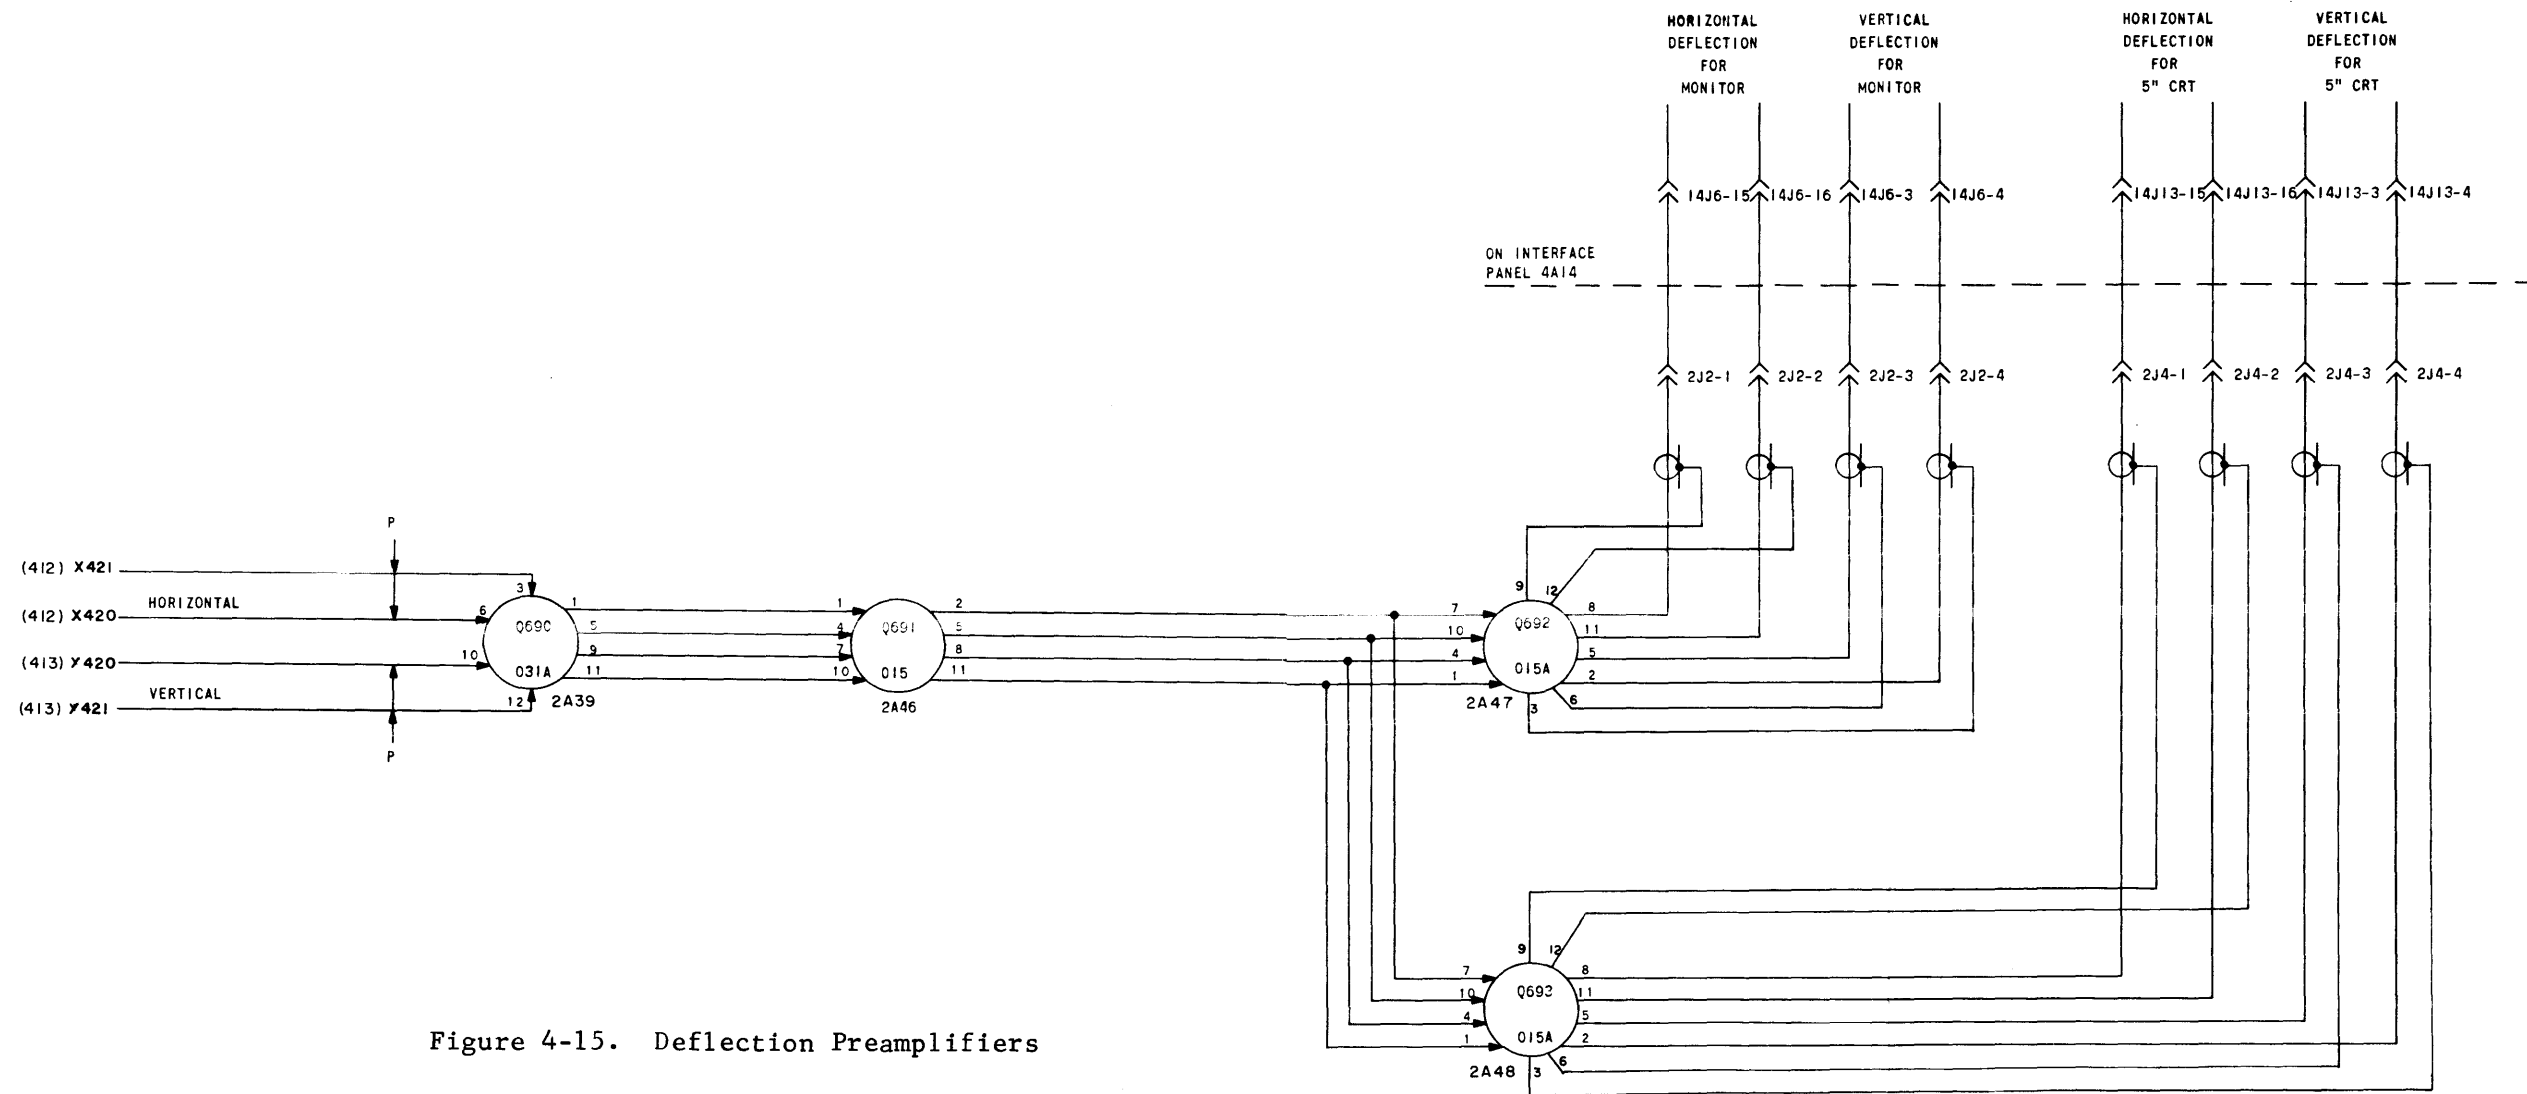 HORIZONTAL
DEFLECTION
FOR
MONITOR
VERTICAL
DEFLECTION
FOR
MONITOR
HORIZONTAL
DEFLECTION
FOR
5" CRT
VERTICAL
DEFLECTION
FOR
5" CRT
14J6-15
14J6-16
14J6-3
14J6-4
14J13-15
14J13-16
14J13-3
14J13-4
ON INTERFACE
PANEL 4A14
2J2-1
2J2-2
2J2-3
2J2-4
2J4-1
2J4-2
2J4-3
2J4-4
P
(412) X421
(412) X420
HORIZONTAL
(413) Y420
VERTICAL
(413) Y421
P
3
6
10
12
Q690
031A
2A39
1
5
9
11
1
4
7
10
Q691
015
2A46
2
5
8
11
7
10
4
1
9
12
Q692
015A
2A47
8
11
5
2
6
3
7
10
4
1
9
12
Q693
015A
2A48
8
11
5
2
6
3
Figure 4-15. Deflection Preamplifiers